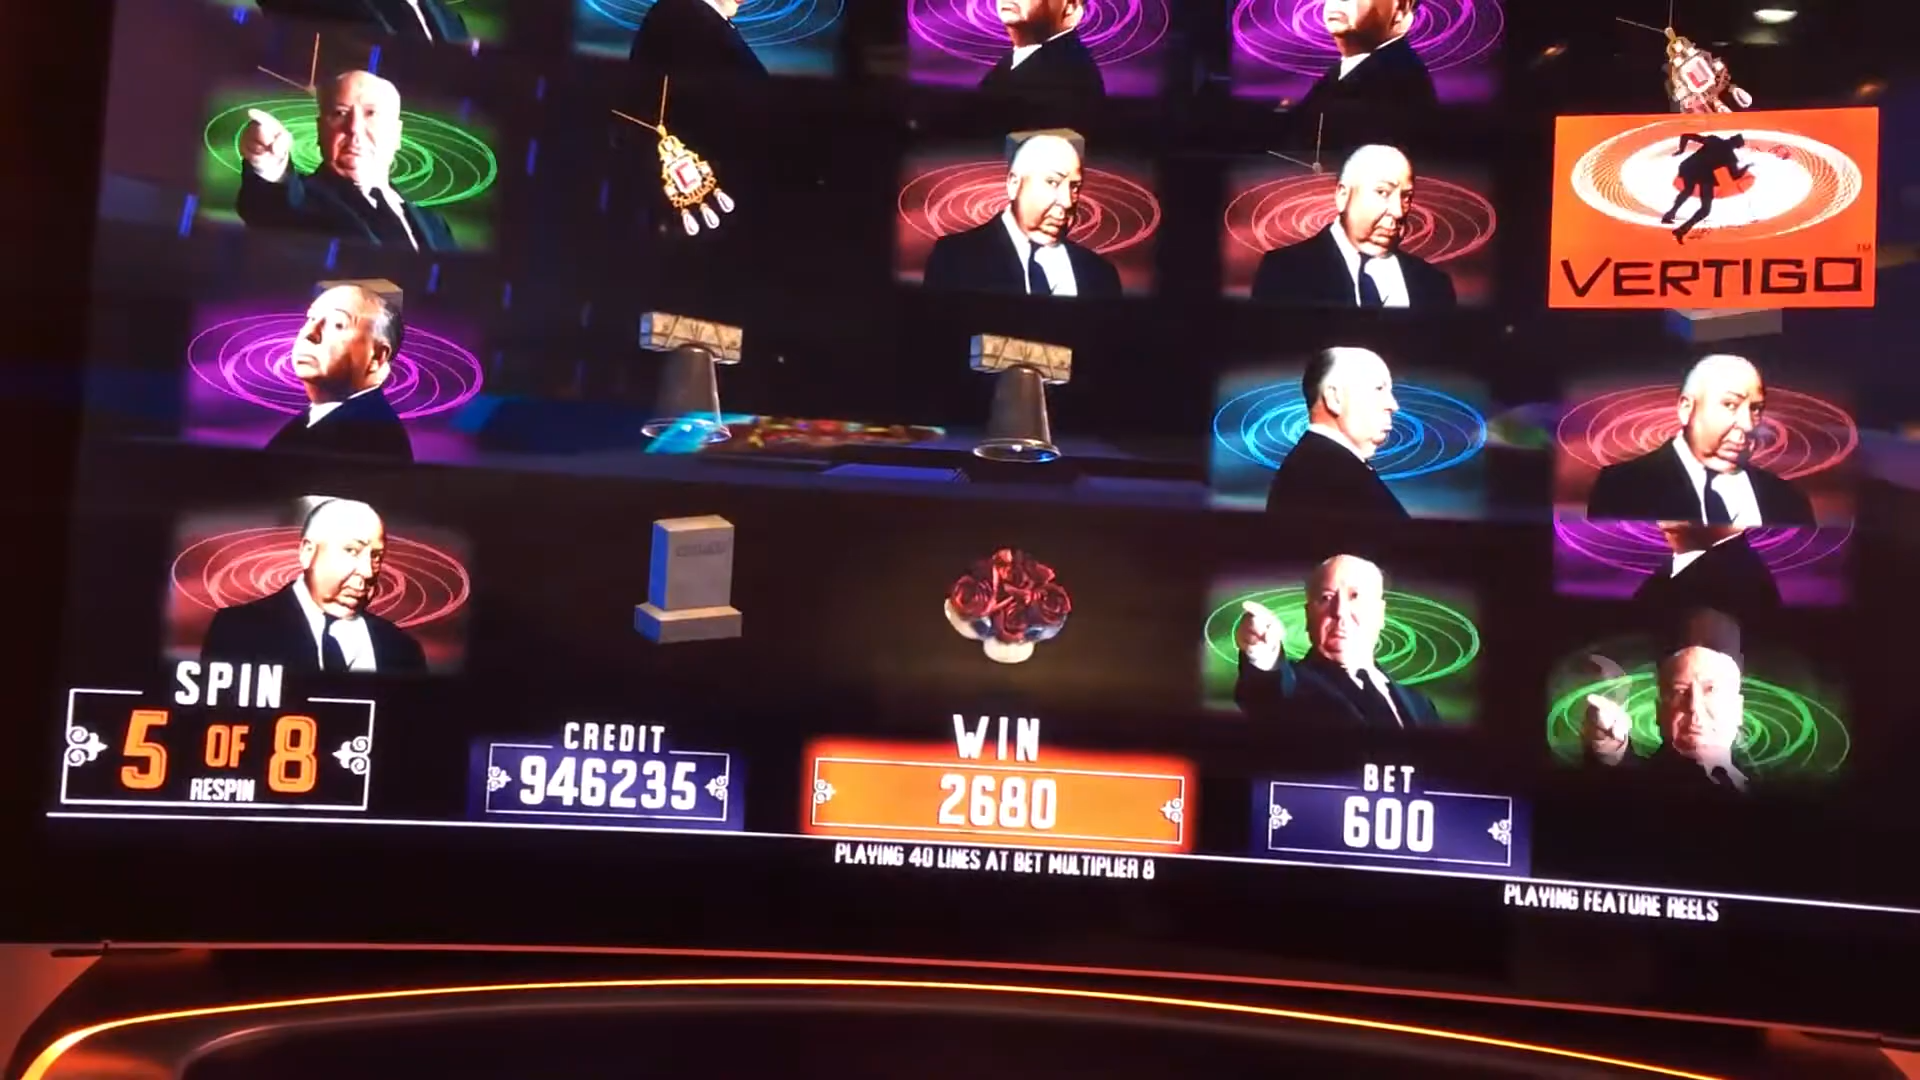 VERTIGO™
SPIN
5 OF 8
RESPIN
CREDIT
946235
WIN
2680
BET
600
PLAYING 40 LINES AT BET MULTIPLIER 8
PLAYING FEATURE REELS